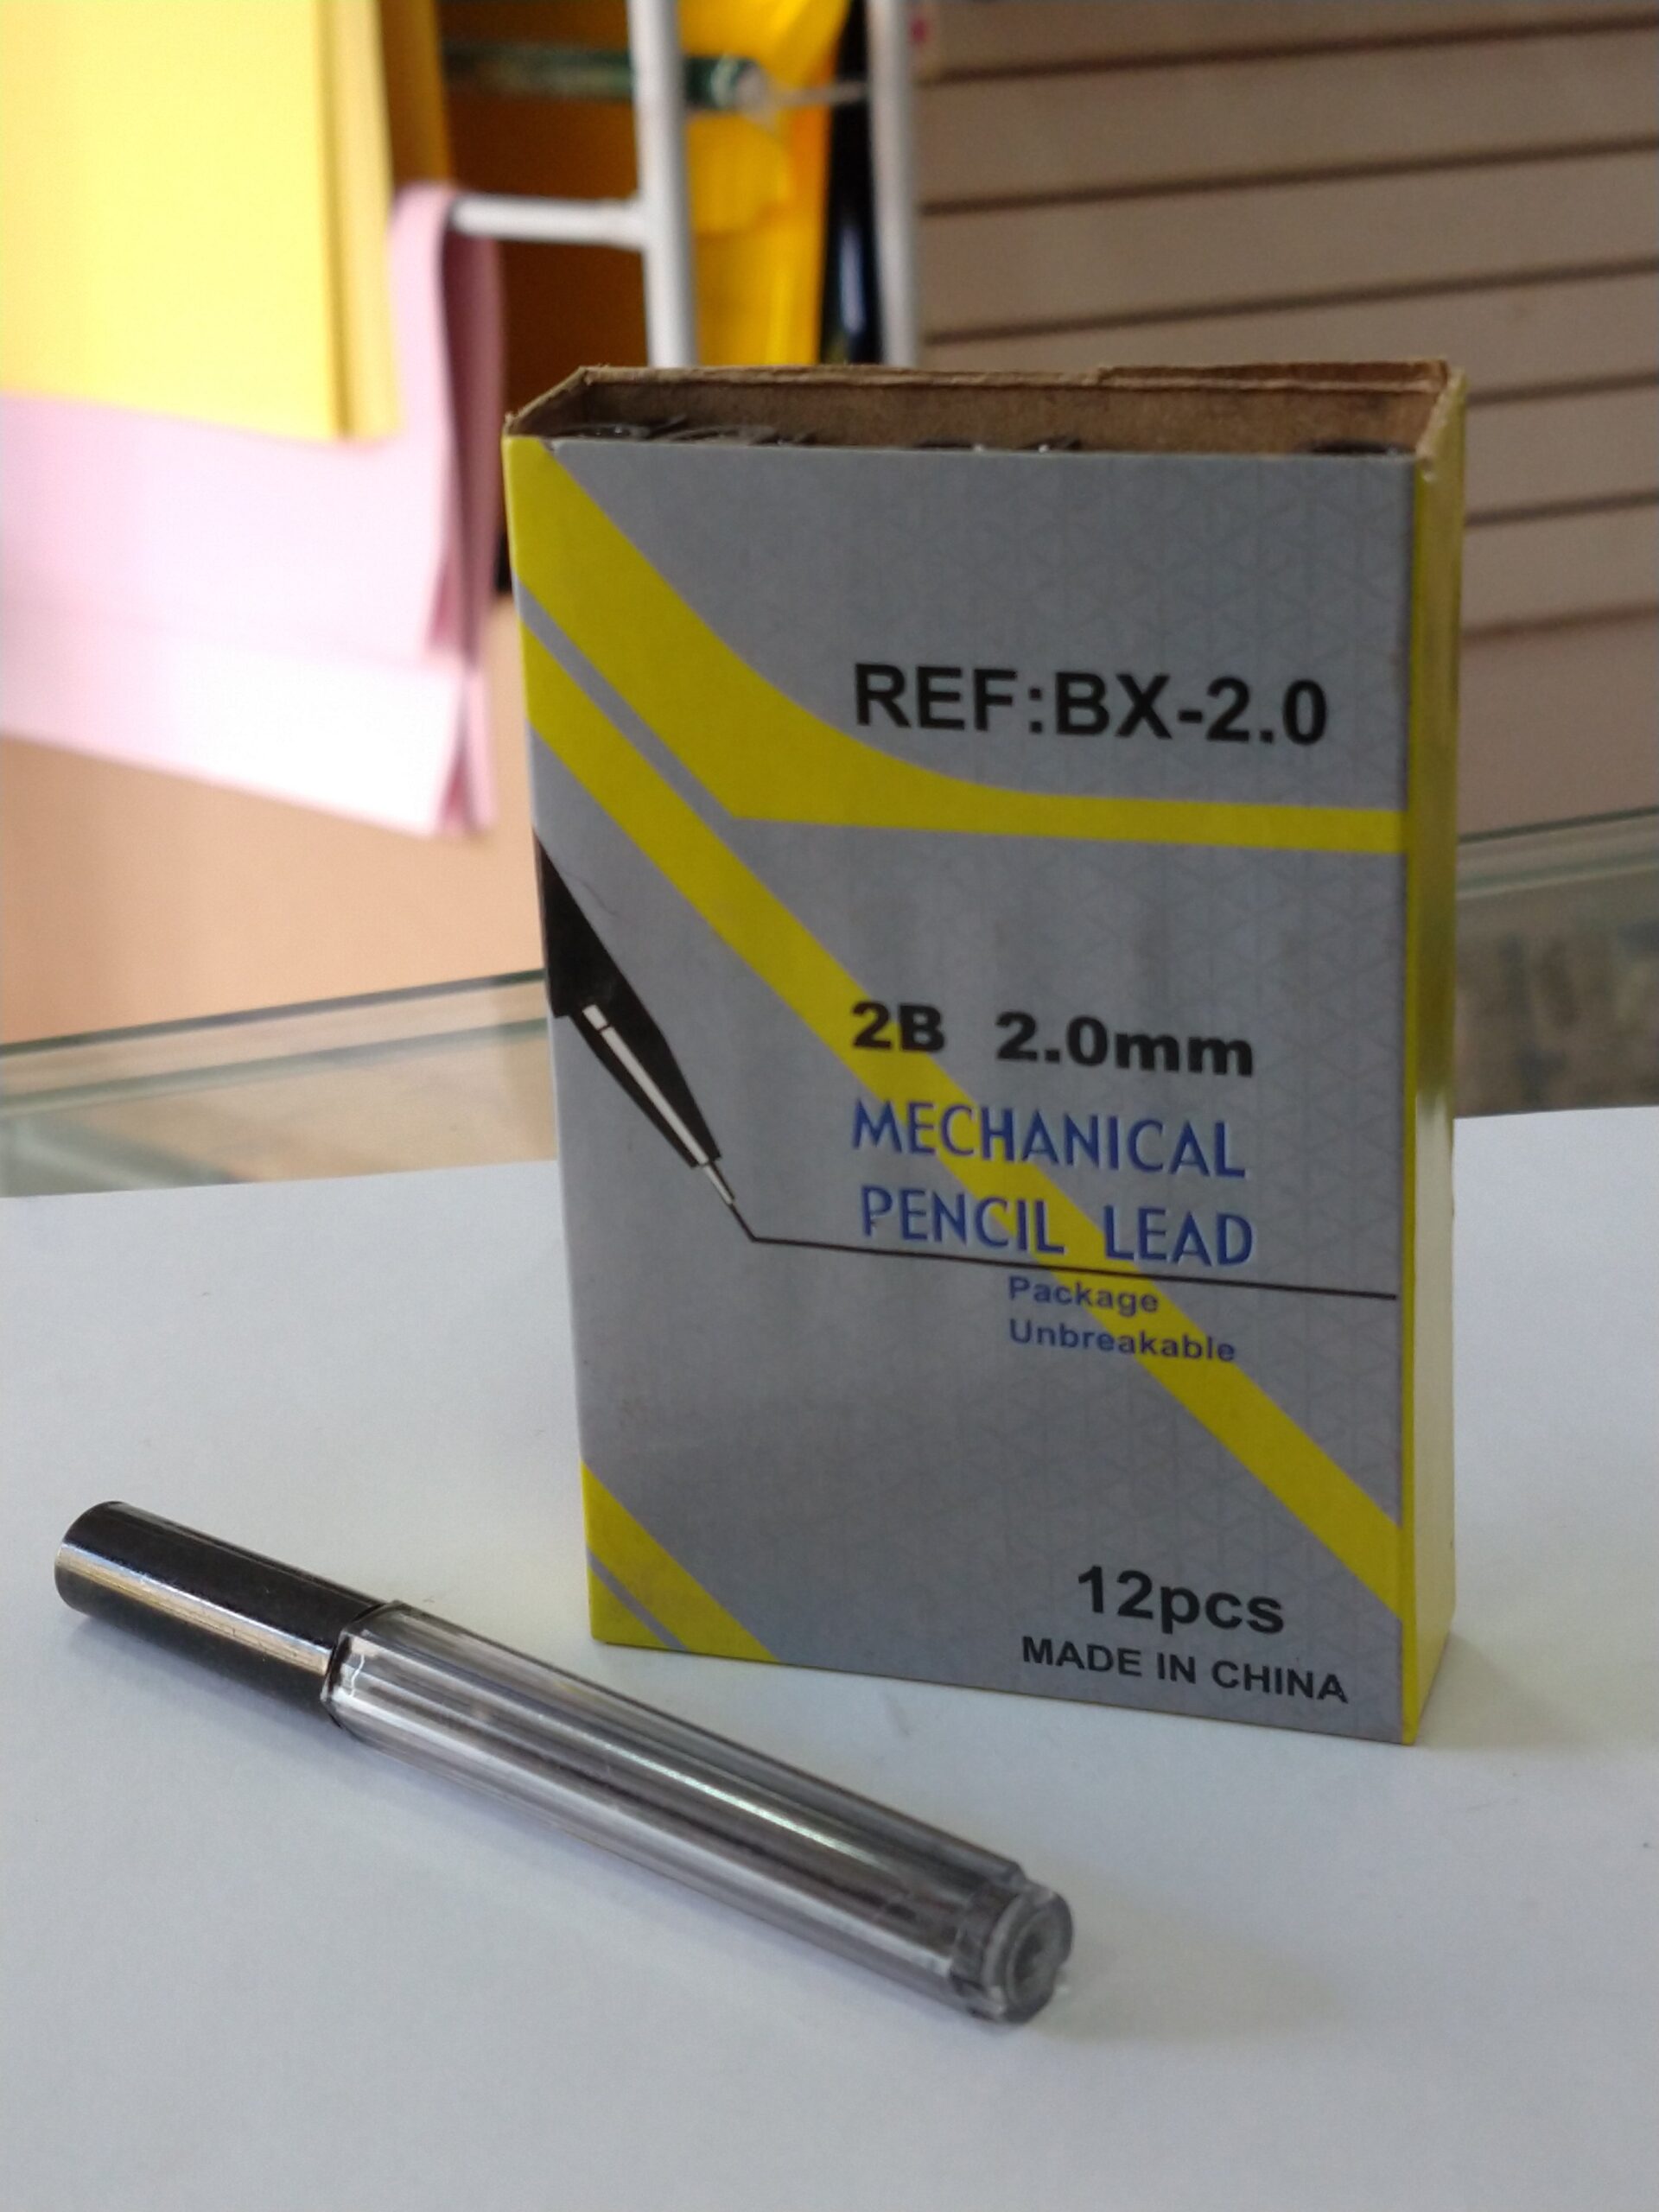 REF:BX-2.0
2B 2.0mm
MECHANICAL
PENCIL LEAD
Package
Unbreakable
12pcs
MADE IN CHINA